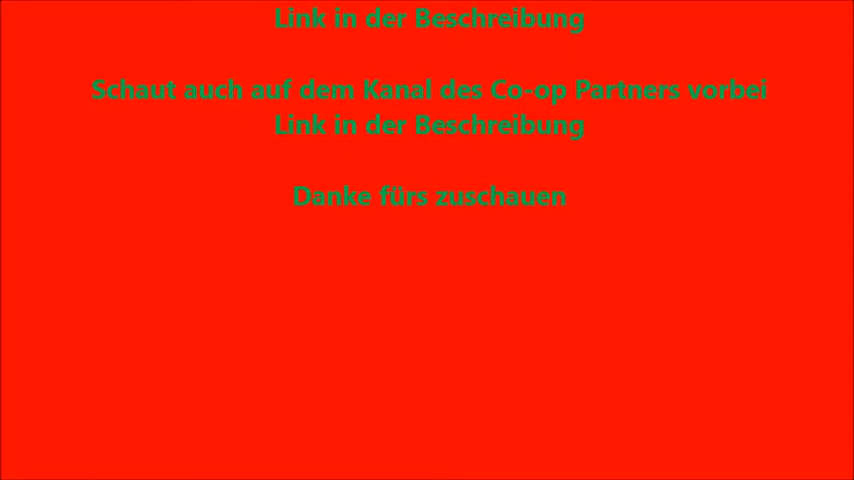 Link in der Beschreibung
Schaut auch auf dem Kanal des Co-op Partners vorbei
Link in der Beschreibung
Danke fürs zuschauen